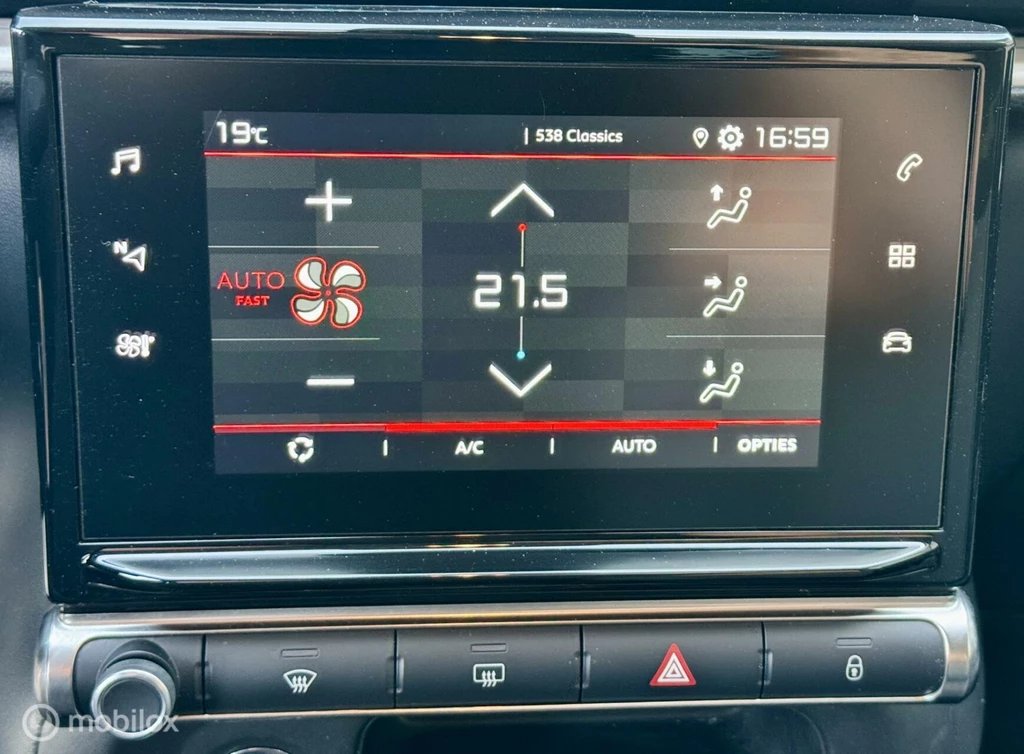 19°C | 538 Classics 16:59
N
AUTO
FAST
21.5
| A/C | AUTO | OPTIES
mobilox